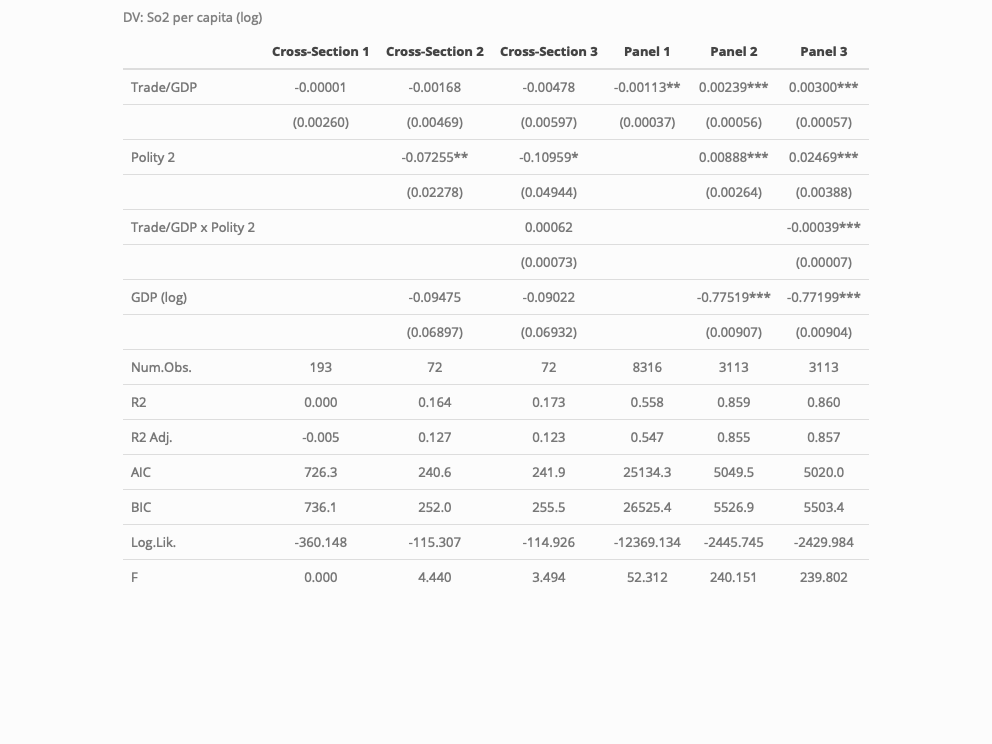 DV: So2 per capita (log)
Cross-Section 1 Cross-Section 2 Cross-Section 3 Panel 1 Panel 2 Panel 3
Trade/GDP -0.00001 -0.00168 -0.00478 -0.00113** 0.00239*** 0.00300***
(0.00260) (0.00469) (0.00597) (0.00037) (0.00056) (0.00057)
Polity 2 -0.07255** -0.10959* 0.00888*** 0.02469***
(0.02278) (0.04944) (0.00264) (0.00388)
Trade/GDP x Polity 2 0.00062 -0.00039***
(0.00073) (0.00007)
GDP (log) -0.09475 -0.09022 -0.77519*** -0.77199***
(0.06897) (0.06932) (0.00907) (0.00904)
Num.Obs. 193 72 72 8316 3113 3113
R2 0.000 0.164 0.173 0.558 0.859 0.860
R2 Adj. -0.005 0.127 0.123 0.547 0.855 0.857
AIC 726.3 240.6 241.9 25134.3 5049.5 5020.0
BIC 736.1 252.0 255.5 26525.4 5526.9 5503.4
Log.Lik. -360.148 -115.307 -114.926 -12369.134 -2445.745 -2429.984
F 0.000 4.440 3.494 52.312 240.151 239.802